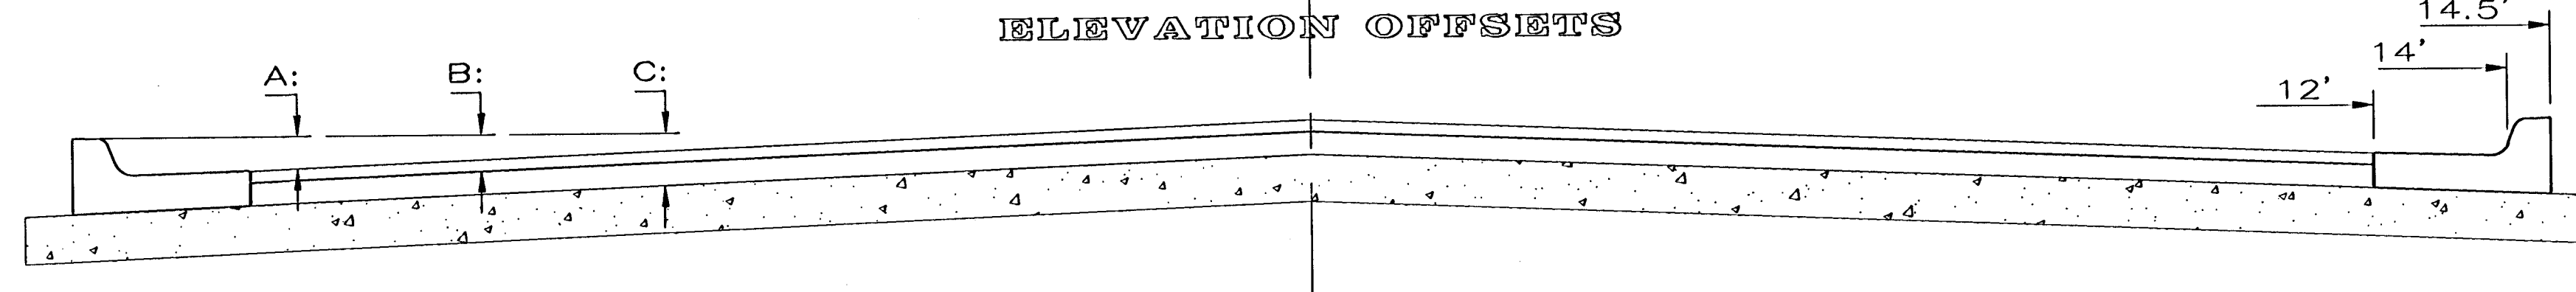 ELEVATION OFFSETS
14.5'
14'
12'
A:
B:
C: